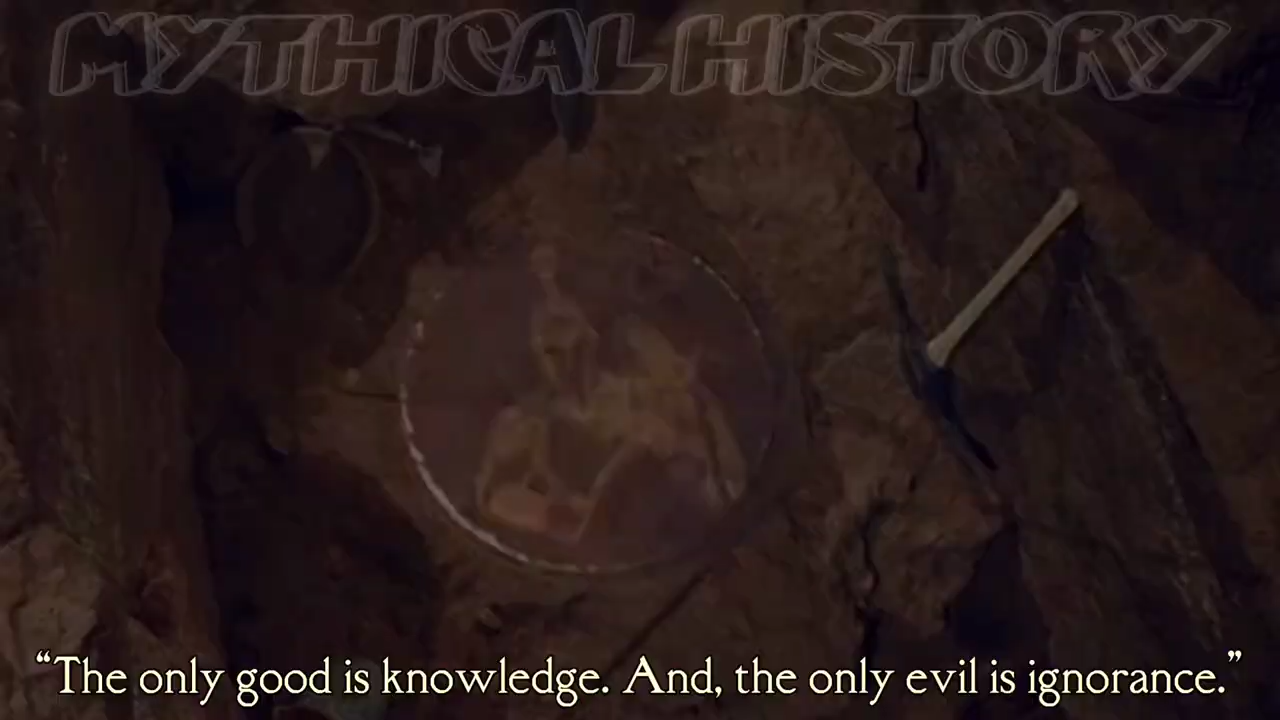 MYTHICAL HISTORY
“The only good is knowledge. And, the only evil is ignorance.”